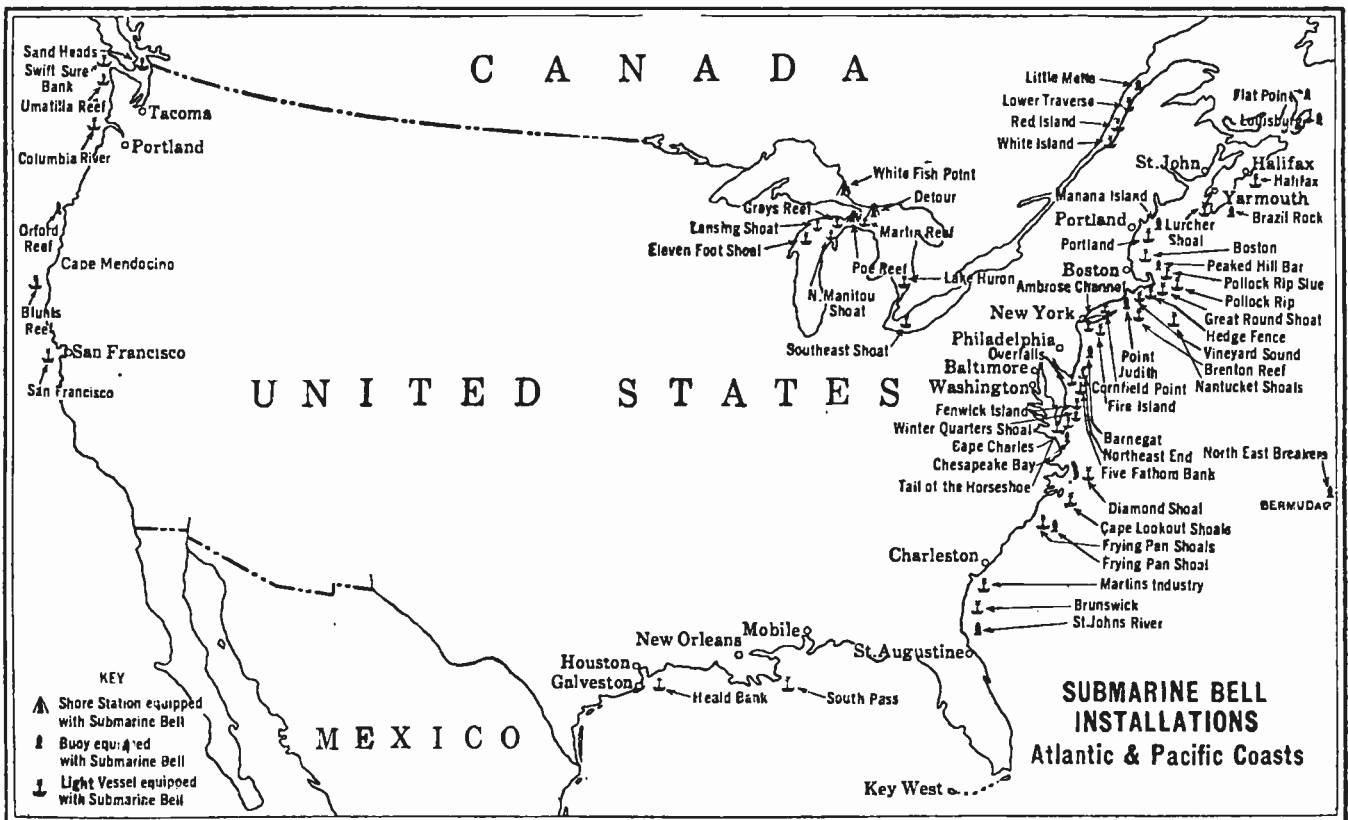 CANADA
UNITED STATES
MEXICO
Sand Heads
Swift Sure
Bank
Umatilla Reef
Tacoma
Columbia River
Portland
Orford
Reef
Cape Mendocino
Blunts
Reef
San Francisco
San Francisco
White Fish Point
Detour
Grays Reef
Lansing Shoal
Martin Reef
Eleven Foot Shoal
Poe Reef
Lake Huron
N. Manitou
Shoal
Southeast Shoal
Little Metis
Lower Traverse
Red Island
White Island
Flat Point
Louisburg
St. John
Halifax
Halifax
Manana Island
Yarmouth
Portland
Lurcher
Shoal
Brazil Rock
Portland
Boston
Boston
Peaked Hill Bar
Pollock Rip Slue
Ambrose Channel
Pollock Rip
New York
Great Round Shoal
Hedge Fence
Philadelphia
Point
Judith
Vineyard Sound
Overfalls
Brenton Reef
Baltimore
Washington
Cornfield Point
Nantucket Shoals
Fenwick Island
Fire Island
Winter Quarters Shoal
Cape Charles
Barnegat
Chesapeake Bay
Northeast End
North East Breakers
Tail of the Horseshoe
Five Fathom Bank
BERMUDA
Diamond Shoal
Cape Lookout Shoals
Frying Pan Shoals
Frying Pan Shoal
Charleston
Martins Industry
Brunswick
St. Johns River
New Orleans
Mobile
St. Augustine
Houston
Galveston
Heald Bank
South Pass
Key West
KEY
Shore Station equipped
with Submarine Bell
Buoy equipped
with Submarine Bell
Light Vessel equipped
with Submarine Bell
SUBMARINE BELL
INSTALLATIONS
Atlantic & Pacific Coasts